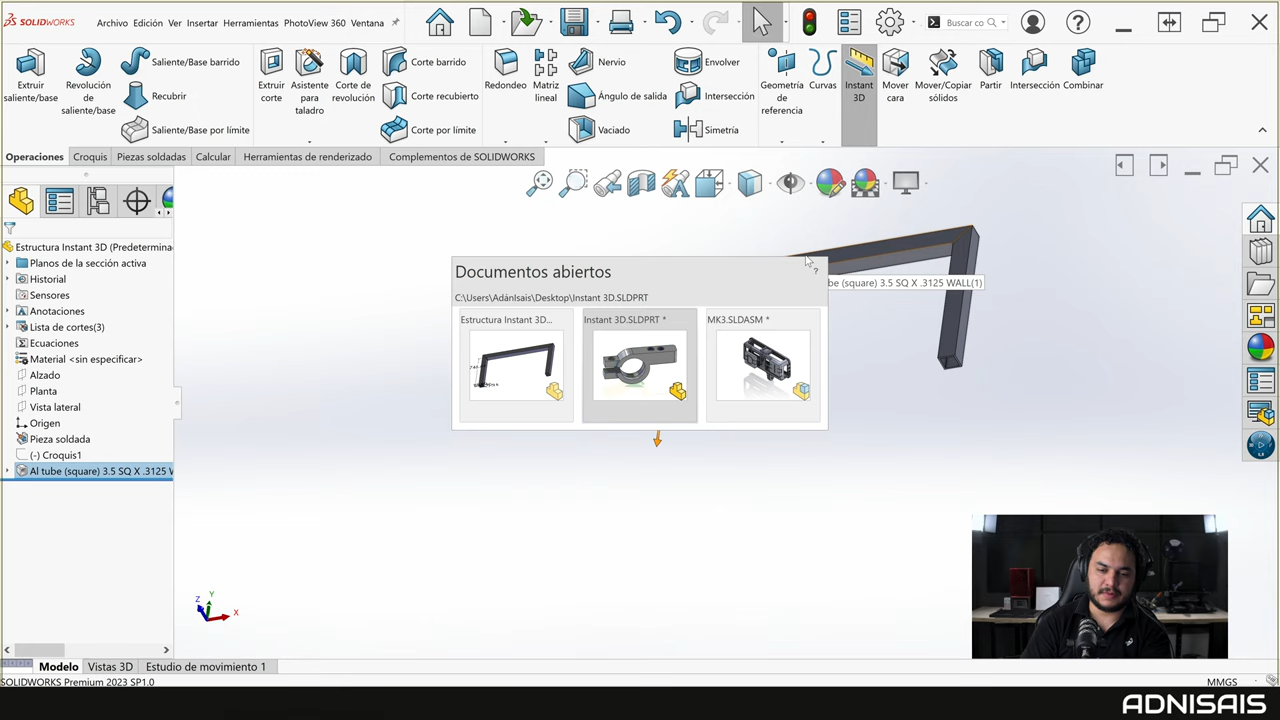 SOLIDWORKS
Archivo Edición Ver Insertar Herramientas PhotoView 360 Ventana
Buscar co
Extruir saliente/base
Revolución de saliente/base
Saliente/Base barrido
Recubrir
Saliente/Base por límite
Extruir corte
Asistente para taladro
Corte de revolución
Corte barrido
Corte recubierto
Corte por límite
Redondeo
Matriz lineal
Nervio
Ángulo de salida
Vaciado
Envolver
Intersección
Simetría
Geometría de referencia
Curvas
Instant 3D
Mover cara
Mover/Copiar sólidos
Partir
Intersección
Combinar
Operaciones Croquis Piezas soldadas Calcular Herramientas de renderizado Complementos de SOLIDWORKS
Estructura Instant 3D (Predetermina
Planos de la sección activa
Historial
Sensores
Anotaciones
Lista de cortes(3)
Ecuaciones
Material <sin especificar>
Alzado
Planta
Vista lateral
Origen
Pieza soldada
(-) Croquis1
Al tube (square) 3.5 SQ X .3125 W
Documentos abiertos
?
C:\Users\AdánIsais\Desktop\Instant 3D.SLDPRT
Estructura Instant 3D... Instant 3D.SLDPRT * MK3.SLDASM *
be (square) 3.5 SQ X .3125 WALL(1)
Z Y X
Modelo Vistas 3D Estudio de movimiento 1
SOLIDWORKS Premium 2023 SP1.0
MMGS
ADNISAIS